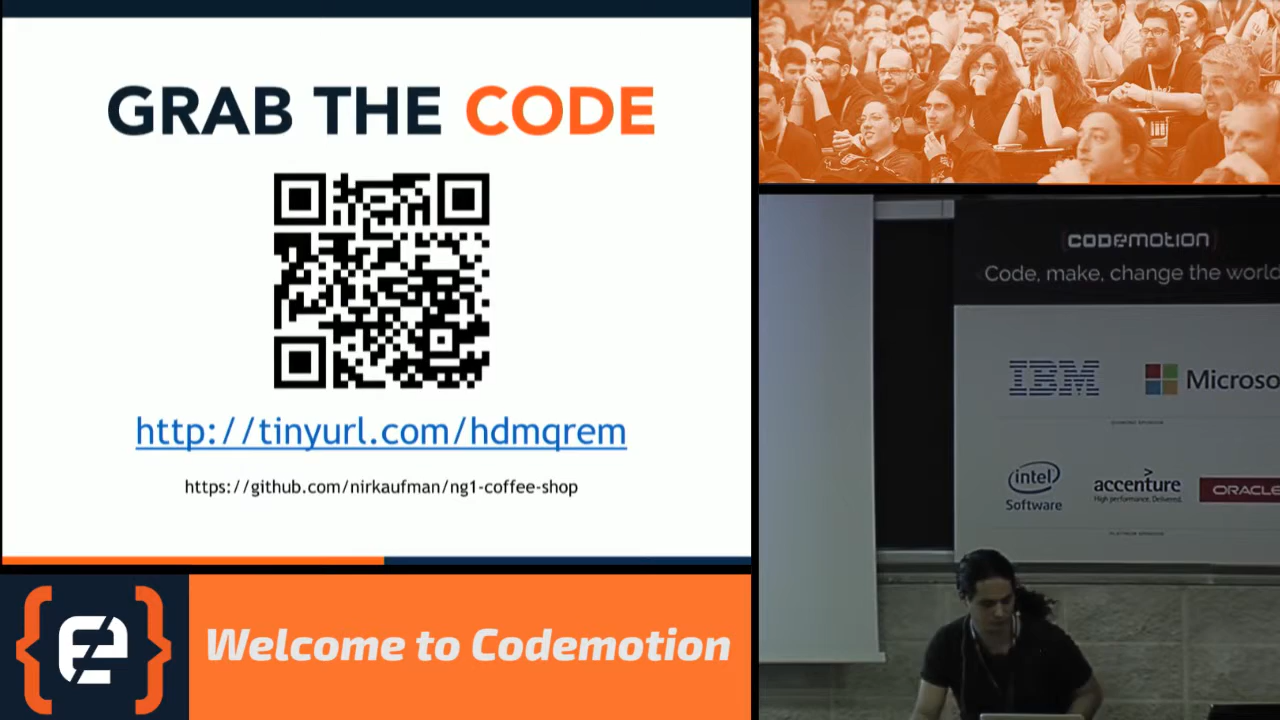 GRAB THE CODE
http://tinyurl.com/hdmqrem
https://github.com/nirkaufman/ng1-coffee-shop
Welcome to Codemotion
CODEMOTION
Code, make, change the world
IBM
Microso
intel
Software
accenture
High performance. Delivered.
ORACLE